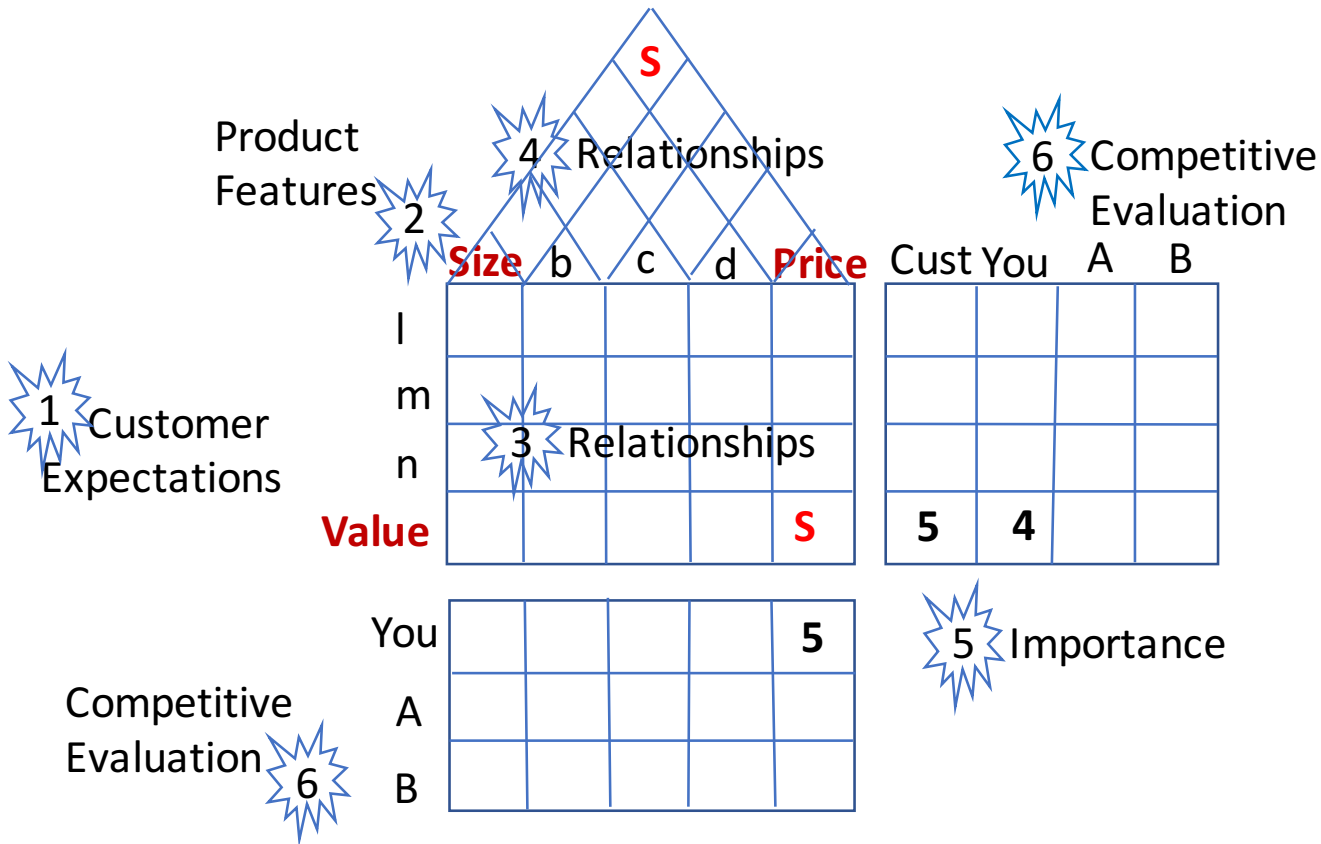 S
Product
Features
4 Relationships
6 Competitive
Evaluation
2
Size b c d Price
Cust You A B
l
m
n
Value
1 Customer
Expectations
3 Relationships
S
5 4
You
A
B
5
5 Importance
Competitive
Evaluation
6